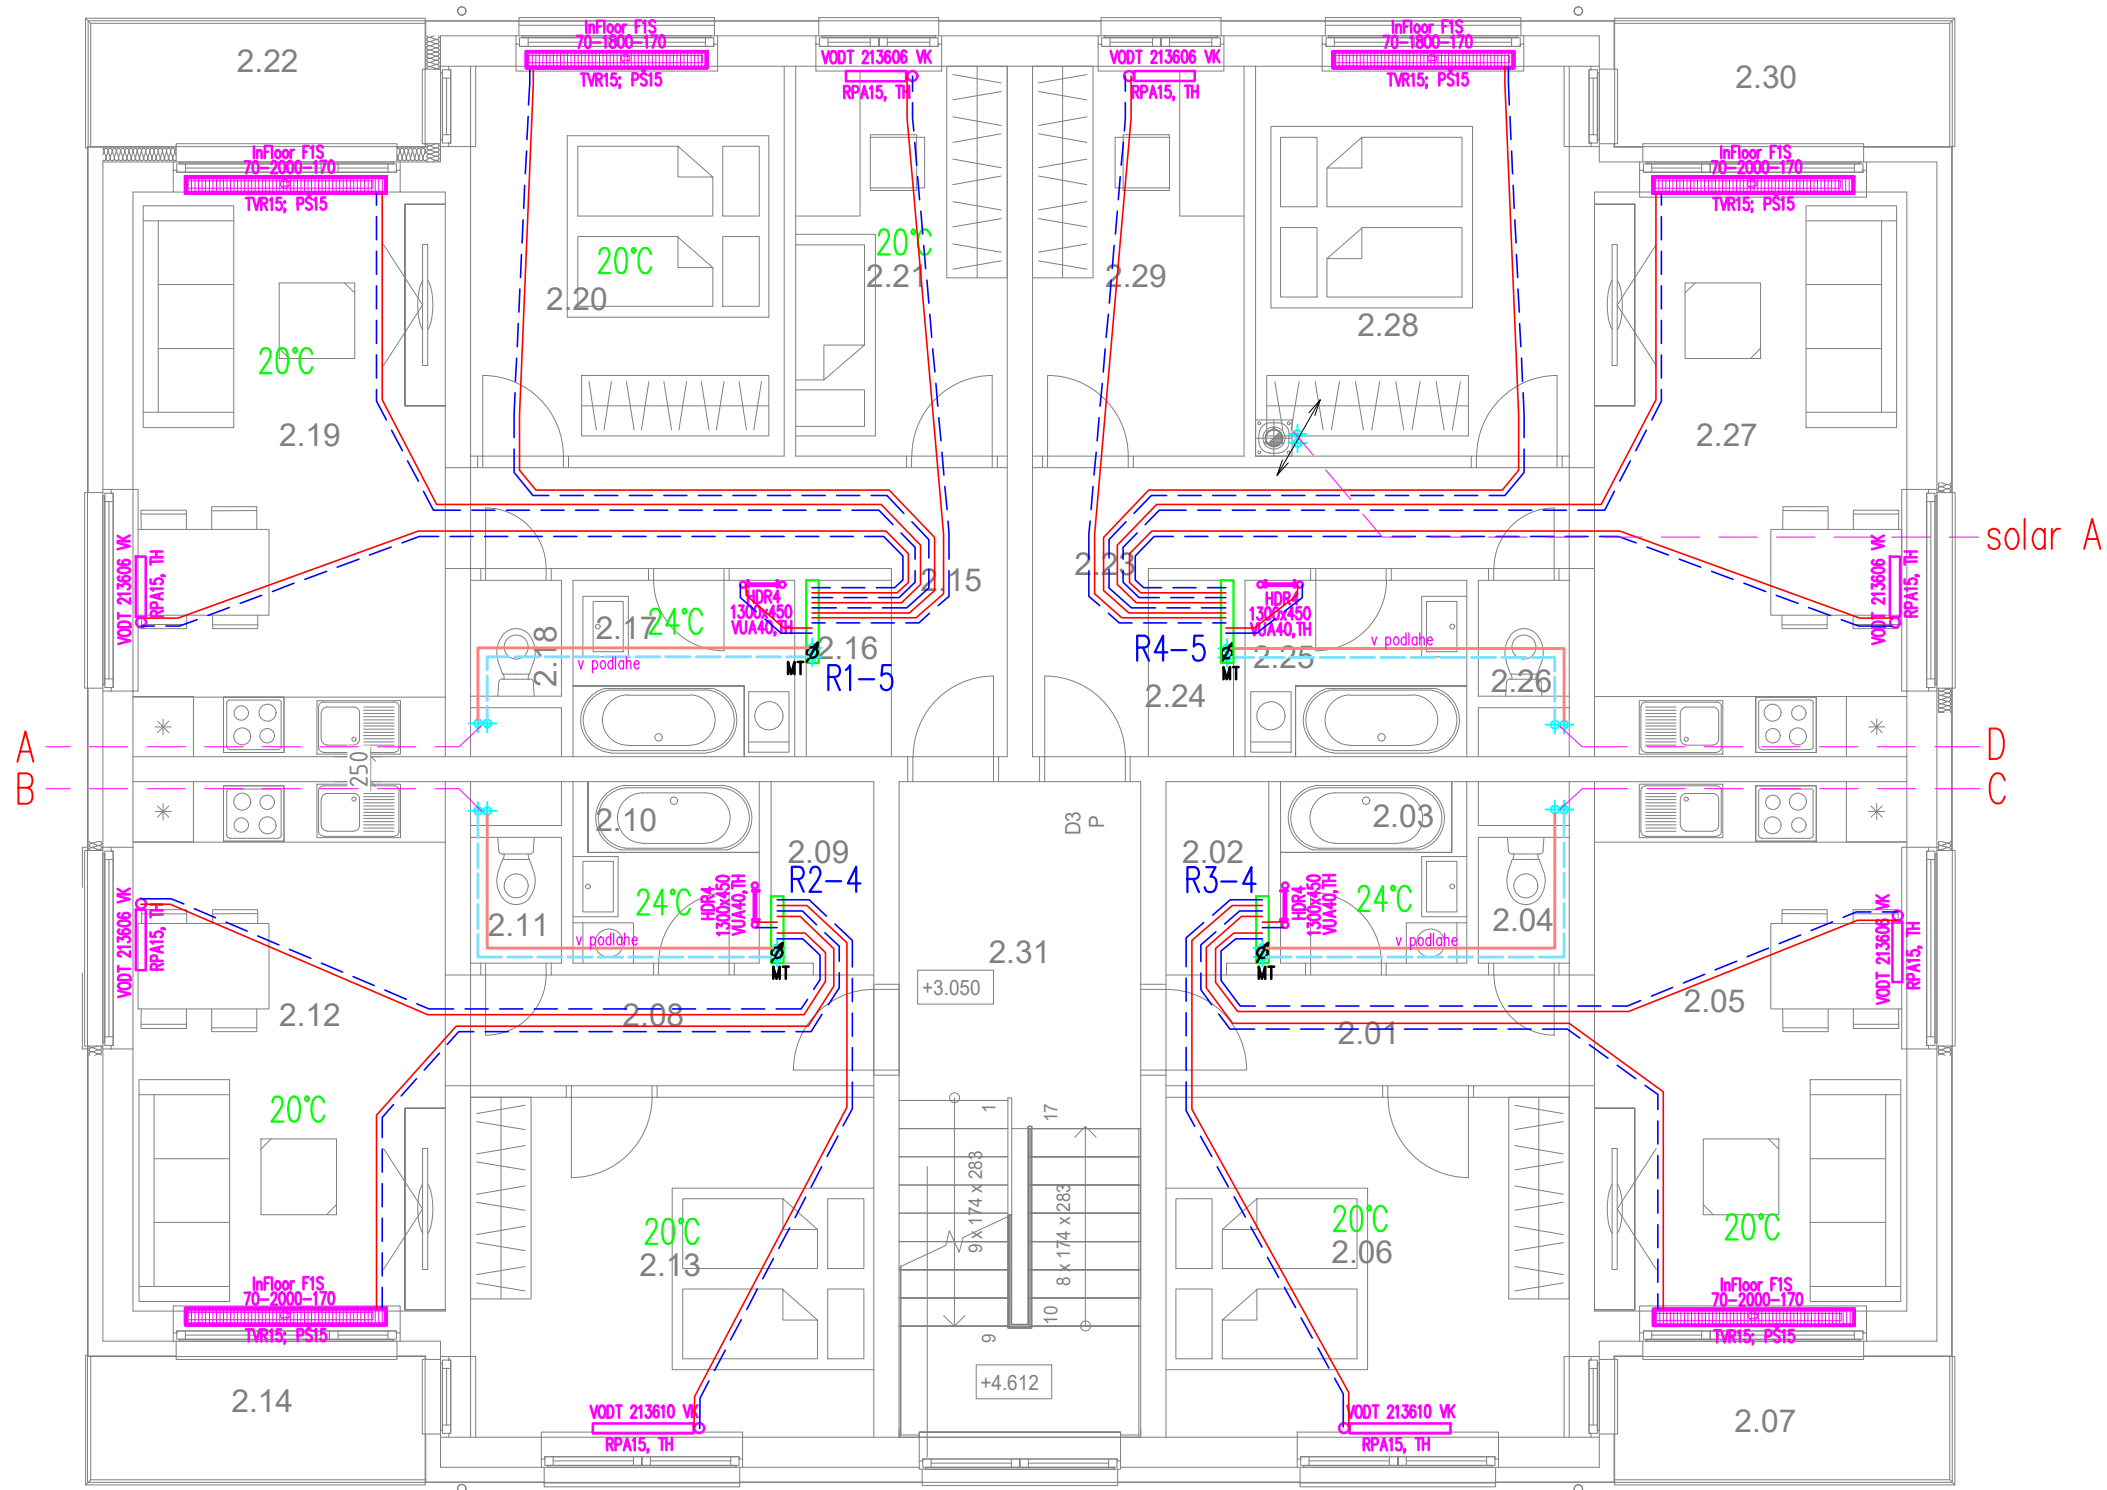 InFloor F1S
70-1800-170
TVR15; PŠ15
VODT 213606 VK
RPA15, TH
VODT 213606 VK
RPA15, TH
InFloor F1S
70-1800-170
TVR15; PŠ15
2.22
2.30
InFloor F1S
70-2000-170
TVR15; PŠ15
InFloor F1S
70-2000-170
TVR15; PŠ15
20°C
2.20
20°C
2.21
2.29
2.28
20°C
2.19
2.27
VODT 213606 VK
RPA15, TH
solar A
VODT 213606 VK
RPA15, TH
2.15
2.23
HDR4
1300x450
VUA40,TH
HDR4
1300x450
VUA40,TH
2.17
24°C
2.18
v podlahe
2.16
MT
R1-5
R4-5
MT
2.25
v podlahe
2.24
2.26
A
D
250
B
C
2.10
2.03
D3
P
2.09
R2-4
2.02
R3-4
24°C
HDR4
1300x450
VUA40,TH
HDR4
1300x450
VUA40,TH
24°C
2.11
v podlahe
MT
2.31
v podlahe
MT
2.04
VODT 213606 VK
RPA15, TH
VODT 213606 VK
RPA15, TH
+3.050
2.12
2.08
2.01
2.05
20°C
1
17
9 x 174 x 283
8 x 174 x 283
9
10
20°C
2.13
20°C
2.06
20°C
InFloor F1S
70-2000-170
TVR15; PŠ15
InFloor F1S
70-2000-170
TVR15; PŠ15
+4.612
2.14
VODT 213610 VK
RPA15, TH
VODT 213610 VK
RPA15, TH
2.07